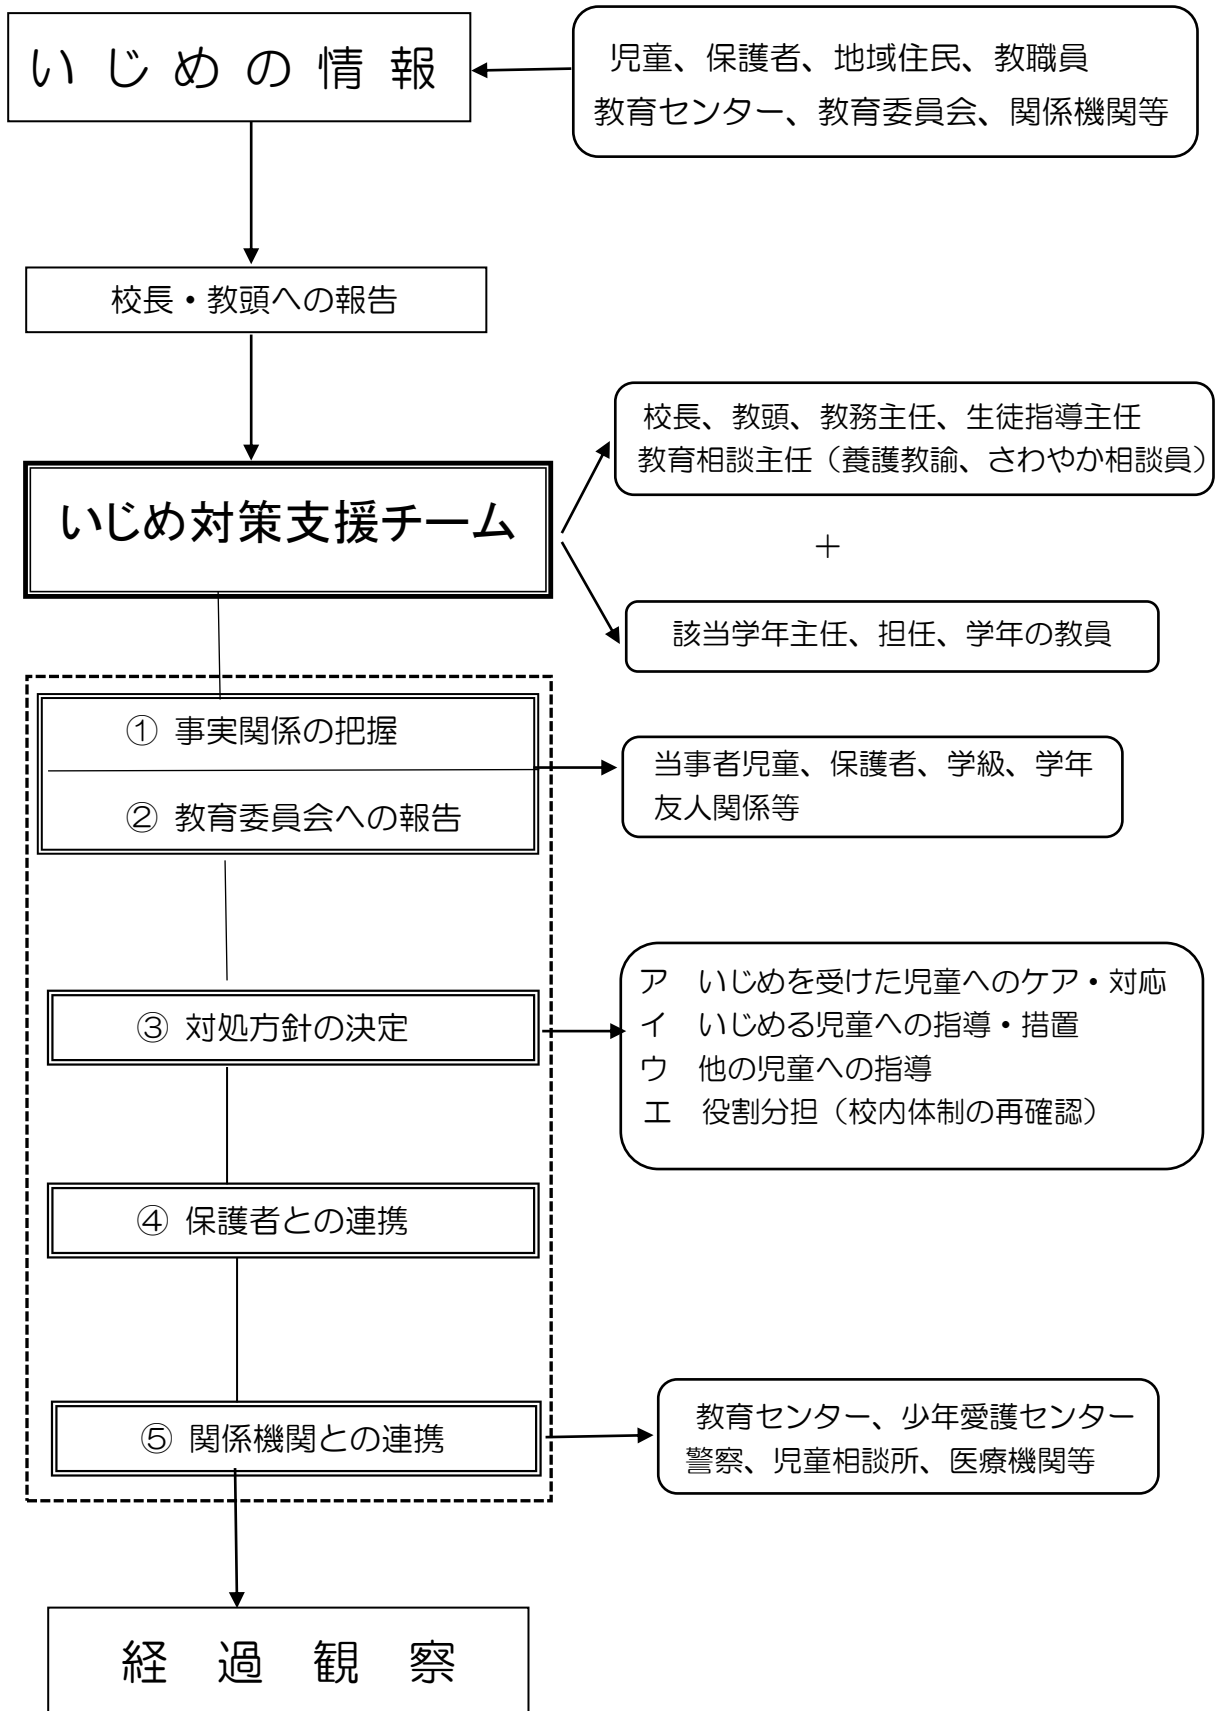 いじめの情報
児童、保護者、地域住民、教職員
教育センター、教育委員会、関係機関等
校長・教頭への報告
いじめ対策支援チーム
校長、教頭、教務主任、生徒指導主任
教育相談主任（養護教諭、さわやか相談員）
＋
該当学年主任、担任、学年の教員
① 事実関係の把握
② 教育委員会への報告
当事者児童、保護者、学級、学年
友人関係等
③ 対処方針の決定
ア　いじめを受けた児童へのケア・対応
イ　いじめる児童への指導・措置
ウ　他の児童への指導
エ　役割分担（校内体制の再確認）
④ 保護者との連携
⑤ 関係機関との連携
教育センター、少年愛護センター
警察、児童相談所、医療機関等
経過観察